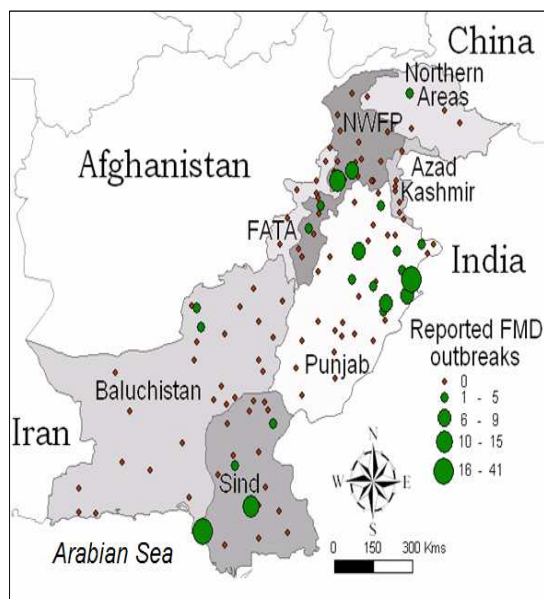 China
Northern
Areas
NWFP
Afghanistan
Azad
Kashmir
FATA
India
Reported FMD
outbreaks
0
1 - 5
6 - 9
10 - 15
16 - 41
Punjab
Baluchistan
Iran
Sind
N
W E
S
Arabian Sea
0 150 300 Kms